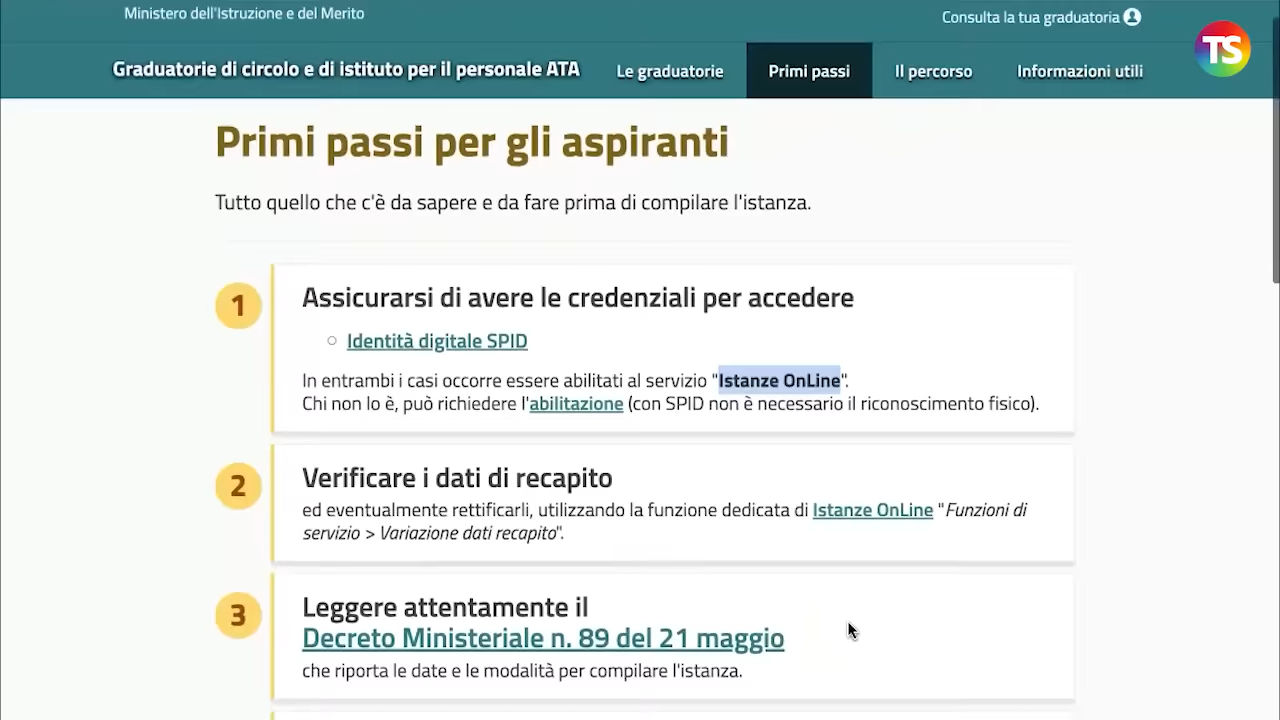 Ministero dell'Istruzione e del Merito
Consulta la tua graduatoria
TS
Graduatorie di circolo e di istituto per il personale ATA
Le graduatorie
Primi passi
Il percorso
Informazioni utili
Primi passi per gli aspiranti
Tutto quello che c'è da sapere e da fare prima di compilare l'istanza.
1
Assicurarsi di avere le credenziali per accedere
Identità digitale SPID
In entrambi i casi occorre essere abilitati al servizio "Istanze OnLine".
Chi non lo è, può richiedere l'abilitazione (con SPID non è necessario il riconoscimento fisico).
2
Verificare i dati di recapito
ed eventualmente rettificarli, utilizzando la funzione dedicata di Istanze OnLine "Funzioni di
servizio > Variazione dati recapito".
3
Leggere attentamente il
Decreto Ministeriale n. 89 del 21 maggio
che riporta le date e le modalità per compilare l'istanza.